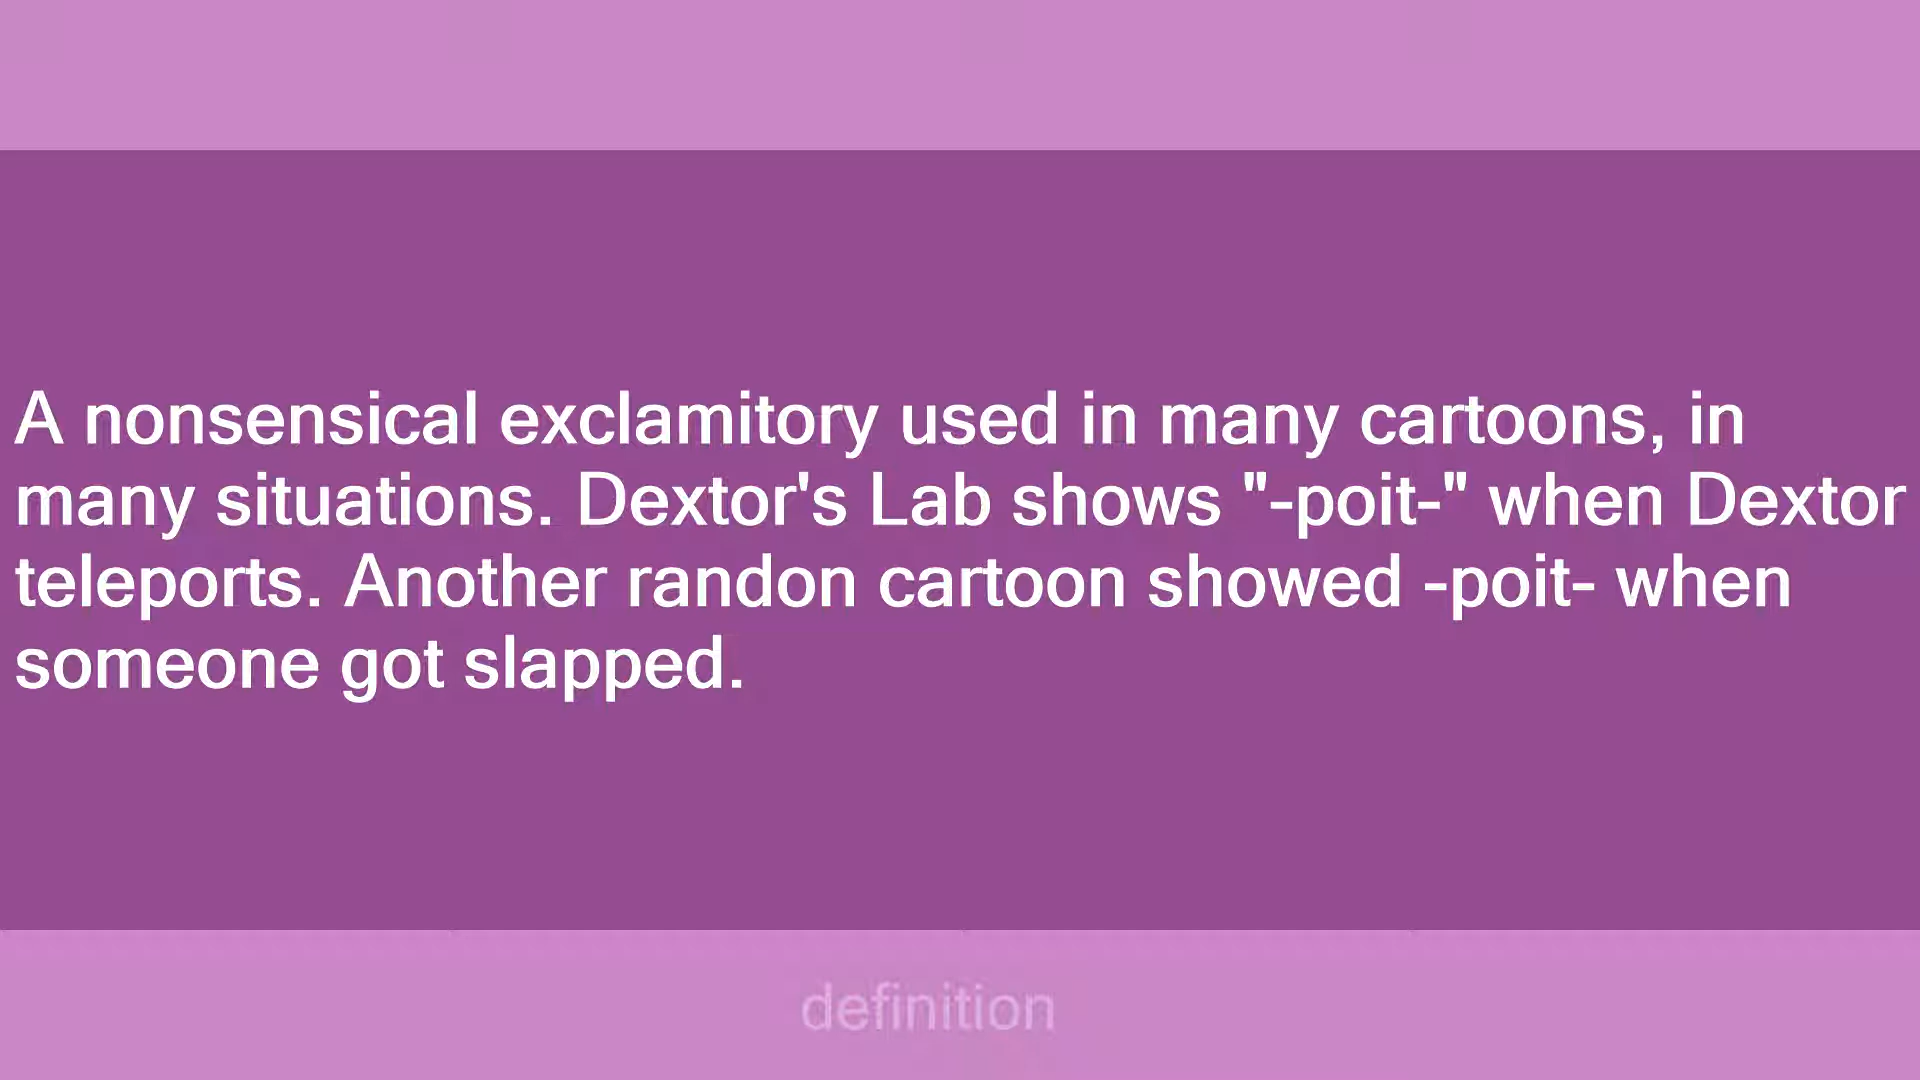 A nonsensical exclamitory used in many cartoons, in
many situations. Dextor's Lab shows "-poit-" when Dextor
teleports. Another randon cartoon showed -poit- when
someone got slapped.
definition